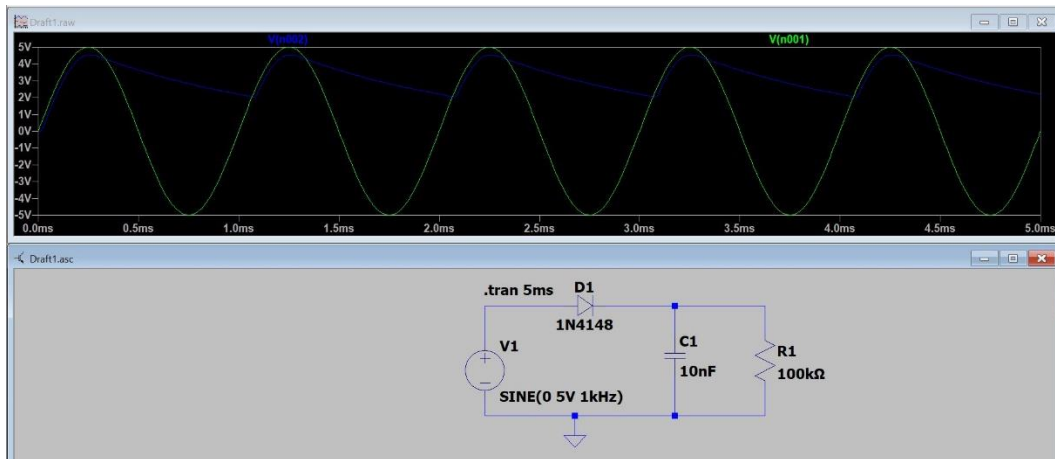 Draft1.raw
V(n002) V(n001)
5V
4V
3V
2V
1V
0V
-1V
-2V
-3V
-4V
-5V
0.0ms 0.5ms 1.0ms 1.5ms 2.0ms 2.5ms 3.0ms 3.5ms 4.0ms 4.5ms 5.0ms
Draft1.asc
.tran 5ms D1
1N4148
V1
C1
R1
10nF
100kΩ
SINE(0 5V 1kHz)
+
−